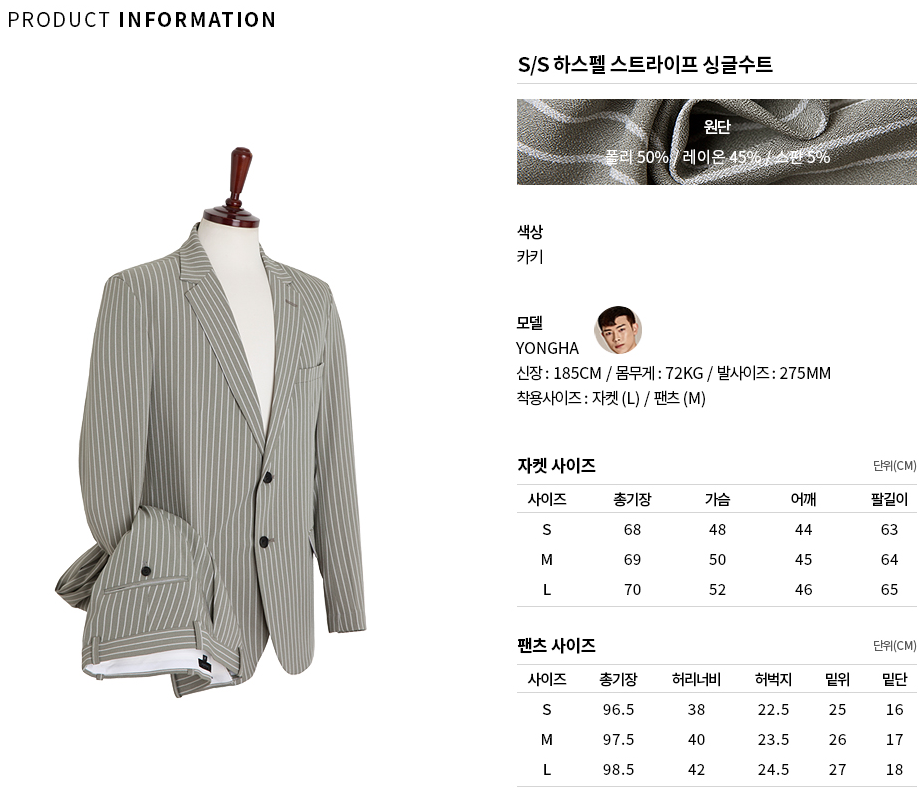 PRODUCT INFORMATION
S/S 하스펠 스트라이프 싱글수트
원단
폴리 50% / 레이온 45% / 스판 5%
색상
카키
모델
YONGHA
신장 : 185CM / 몸무게 : 72KG / 발사이즈 : 275MM
착용사이즈 : 자켓 (L) / 팬츠 (M)
자켓 사이즈 단위(CM)
사이즈 총기장 가슴 어깨 팔길이
S 68 48 44 63
M 69 50 45 64
L 70 52 46 65
팬츠 사이즈 단위(CM)
사이즈 총기장 허리너비 허벅지 밑위 밑단
S 96.5 38 22.5 25 16
M 97.5 40 23.5 26 17
L 98.5 42 24.5 27 18